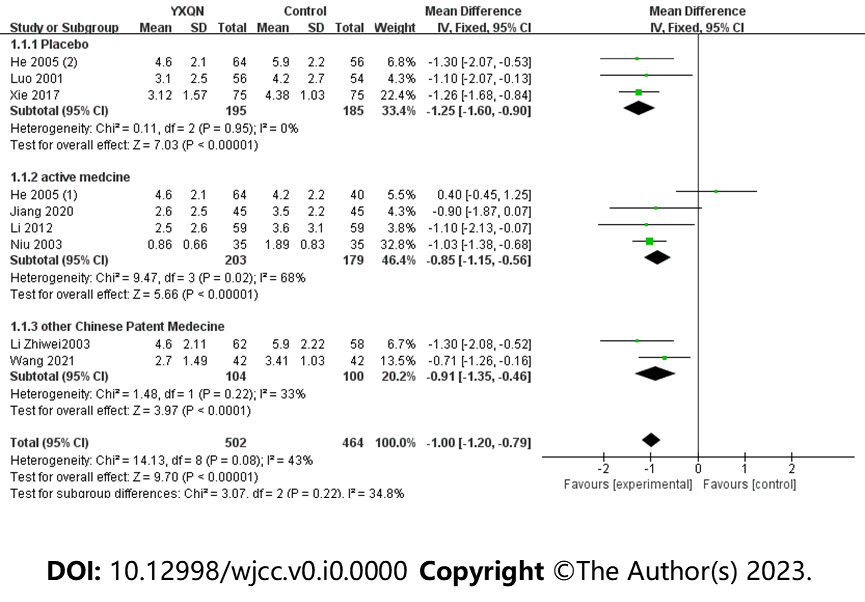 YXQN Control Mean Difference Mean Difference
Study or Subgroup Mean SD Total Mean SD Total Weight IV, Fixed, 95% CI IV, Fixed, 95% CI
1.1.1 Placebo
He 2005 (2) 4.6 2.1 64 5.9 2.2 56 6.8% -1.30 [-2.07, -0.53]
Luo 2001 3.1 2.5 56 4.2 2.7 54 4.3% -1.10 [-2.07, -0.13]
Xie 2017 3.12 1.57 75 4.38 1.03 75 22.4% -1.26 [-1.68, -0.84]
Subtotal (95% CI) 195 185 33.4% -1.25 [-1.60, -0.90]
Heterogeneity: Chi² = 0.11, df = 2 (P = 0.95); I² = 0%
Test for overall effect: Z = 7.03 (P < 0.00001)
1.1.2 active medcine
He 2005 (1) 4.6 2.1 64 4.2 2.2 40 5.5% 0.40 [-0.45, 1.25]
Jiang 2020 2.6 2.5 45 3.5 2.2 45 4.3% -0.90 [-1.87, 0.07]
Li 2012 2.5 2.6 59 3.6 3.1 59 3.8% -1.10 [-2.13, -0.07]
Niu 2003 0.86 0.66 35 1.89 0.83 35 32.8% -1.03 [-1.38, -0.68]
Subtotal (95% CI) 203 179 46.4% -0.85 [-1.15, -0.56]
Heterogeneity: Chi² = 9.47, df = 3 (P = 0.02); I² = 68%
Test for overall effect: Z = 5.66 (P < 0.00001)
1.1.3 other Chinese Patent Medecine
Li Zhiwei2003 4.6 2.11 62 5.9 2.22 58 6.7% -1.30 [-2.08, -0.52]
Wang 2021 2.7 1.49 42 3.41 1.03 42 13.5% -0.71 [-1.26, -0.16]
Subtotal (95% CI) 104 100 20.2% -0.91 [-1.35, -0.46]
Heterogeneity: Chi² = 1.48, df = 1 (P = 0.22); I² = 33%
Test for overall effect: Z = 3.97 (P < 0.0001)
Total (95% CI) 502 464 100.0% -1.00 [-1.20, -0.79]
Heterogeneity: Chi² = 14.13, df = 8 (P = 0.08); I² = 43%
Test for overall effect: Z = 9.70 (P < 0.00001)
Test for subgroup differences: Chi² = 3.07, df = 2 (P = 0.22), I² = 34.8%
-2 -1 0 1 2
Favours [experimental] Favours [control]
DOI: 10.12998/wjcc.v0.i0.0000 Copyright ©The Author(s) 2023.